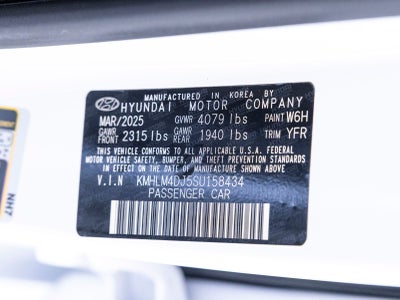 MANUFACTURED IN KOREA BY
HYUNDAI MOTOR COMPANY
MAR/2025 GVWR 4079 lbs PAINT W6H
GAWR FRONT 2315 lbs GAWR REAR 1940 lbs TRIM YFR
THIS VEHICLE CONFORMS TO ALL APPLICABLE U.S.A. FEDERAL
MOTOR VEHICLE SAFETY, BUMPER, AND THEFT PREVENTION STANDARDS
IN EFFECT ON THE DATE OF MANUFACTURE SHOWN ABOVE.
V.I.N KMHLM4DJ5SU158434
PASSENGER CAR
NH7